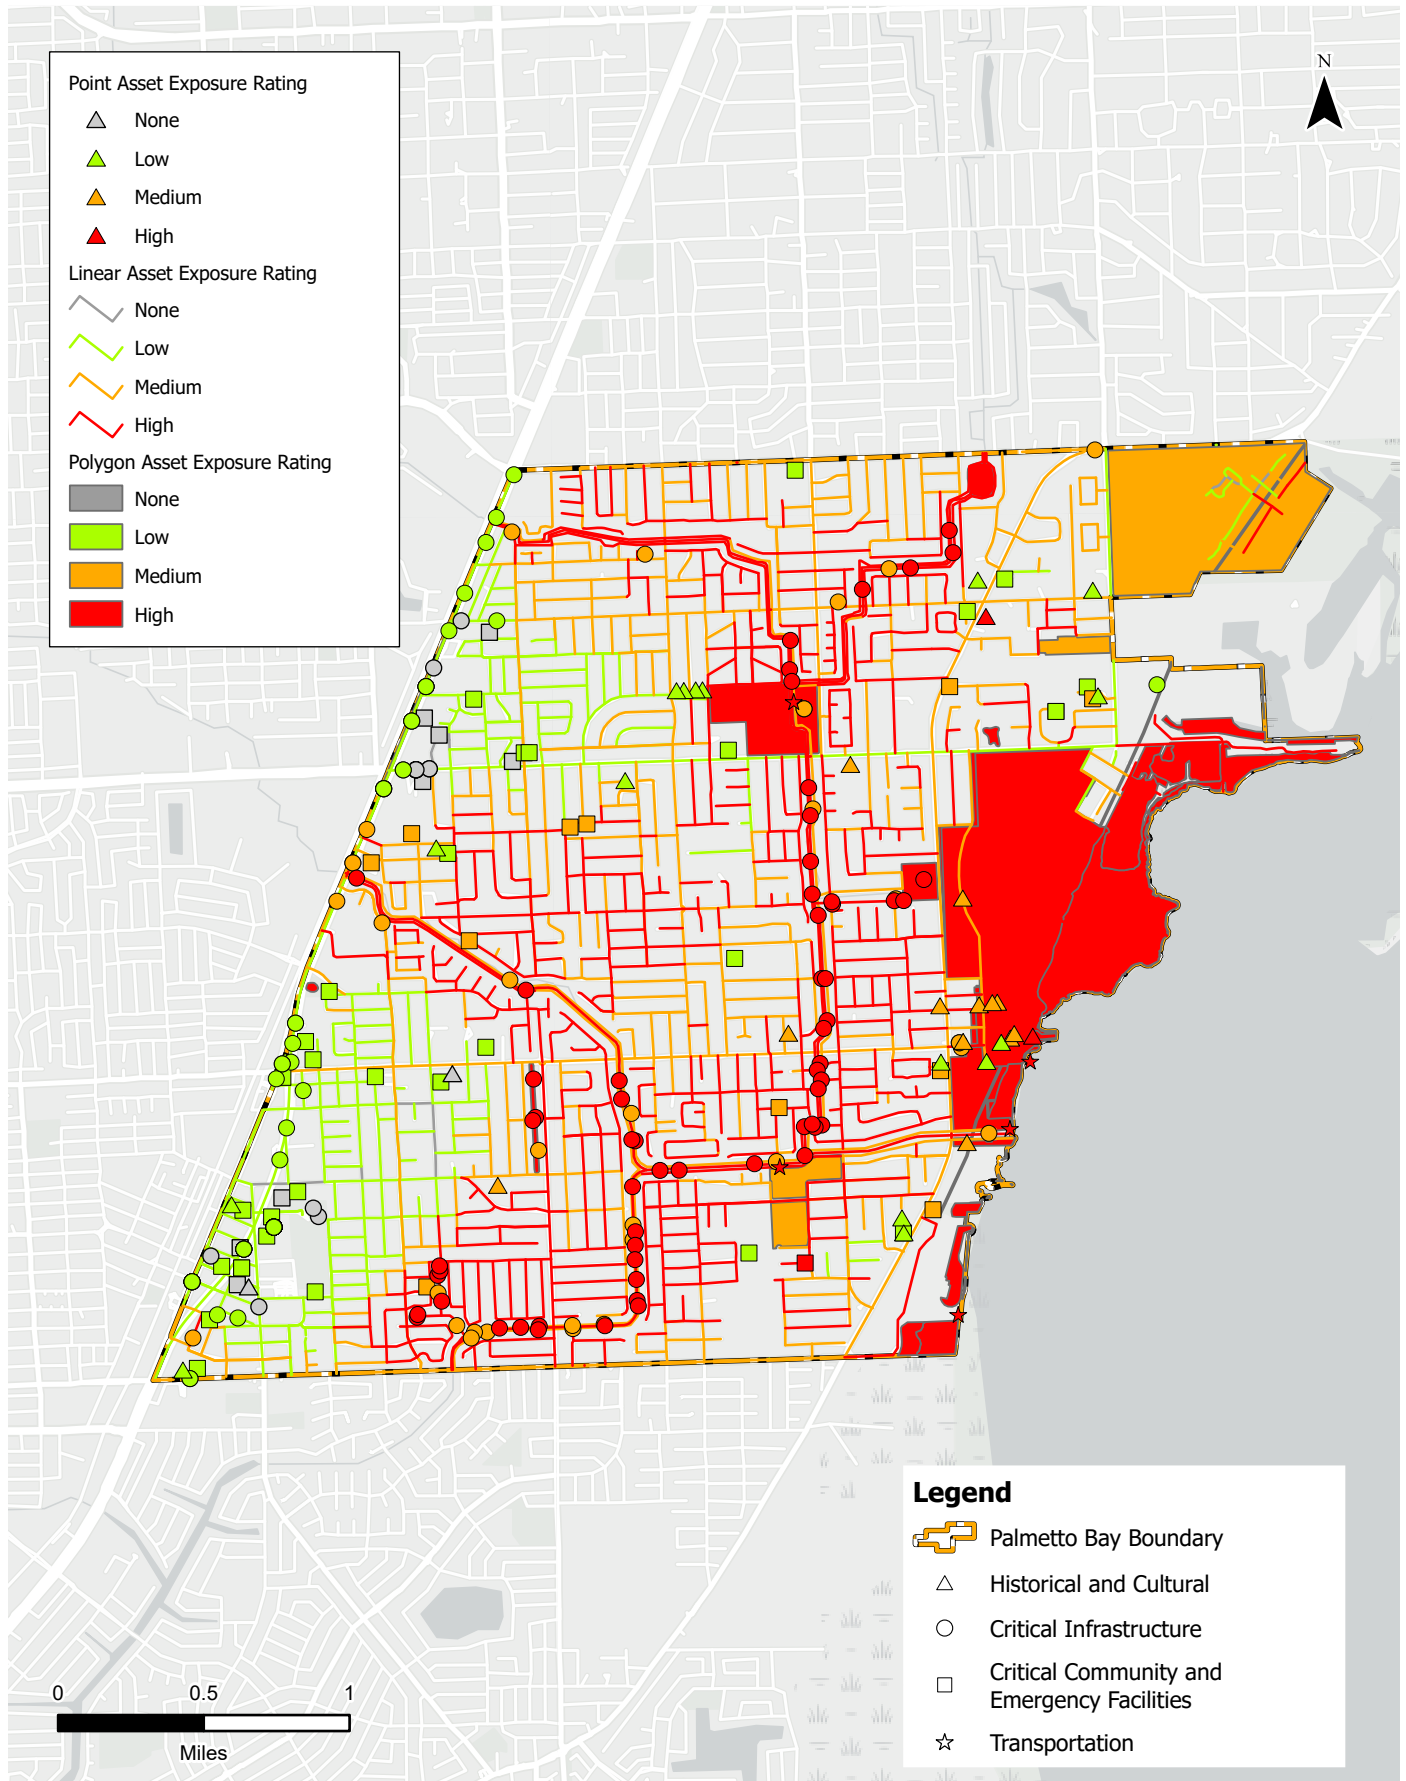 Point Asset Exposure Rating
None
Low
Medium
High
Linear Asset Exposure Rating
None
Low
Medium
High
Polygon Asset Exposure Rating
None
Low
Medium
High
N
Legend
Palmetto Bay Boundary
Historical and Cultural
Critical Infrastructure
Critical Community and
Emergency Facilities
Transportation
0 0.5 1
Miles